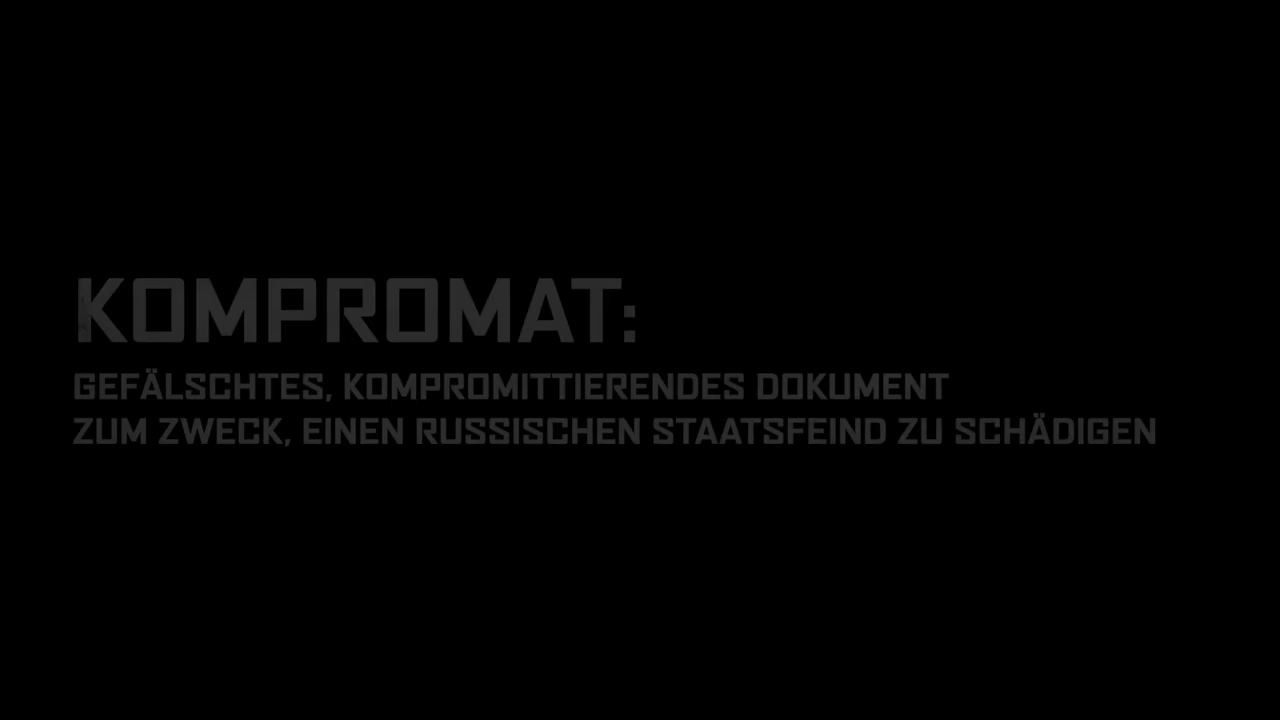 KOMPROMAT:
GEFÄLSCHTES, KOMPROMITTIERENDES DOKUMENT
ZUM ZWECK, EINEN RUSSISCHEN STAATSFEIND ZU SCHÄDIGEN